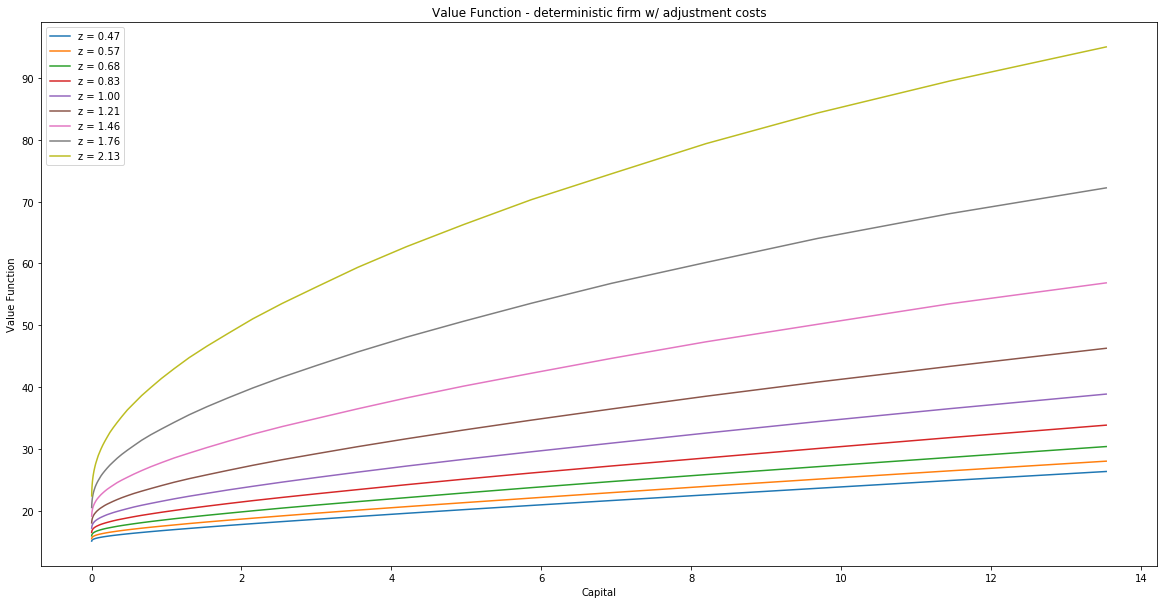 Value Function - deterministic firm w/ adjustment costs
z = 0.47
z = 0.57
z = 0.68
z = 0.83
z = 1.00
z = 1.21
z = 1.46
z = 1.76
z = 2.13
90
80
70
60
50
40
30
20
Value Function
0 2 4 6 8 10 12 14
Capital